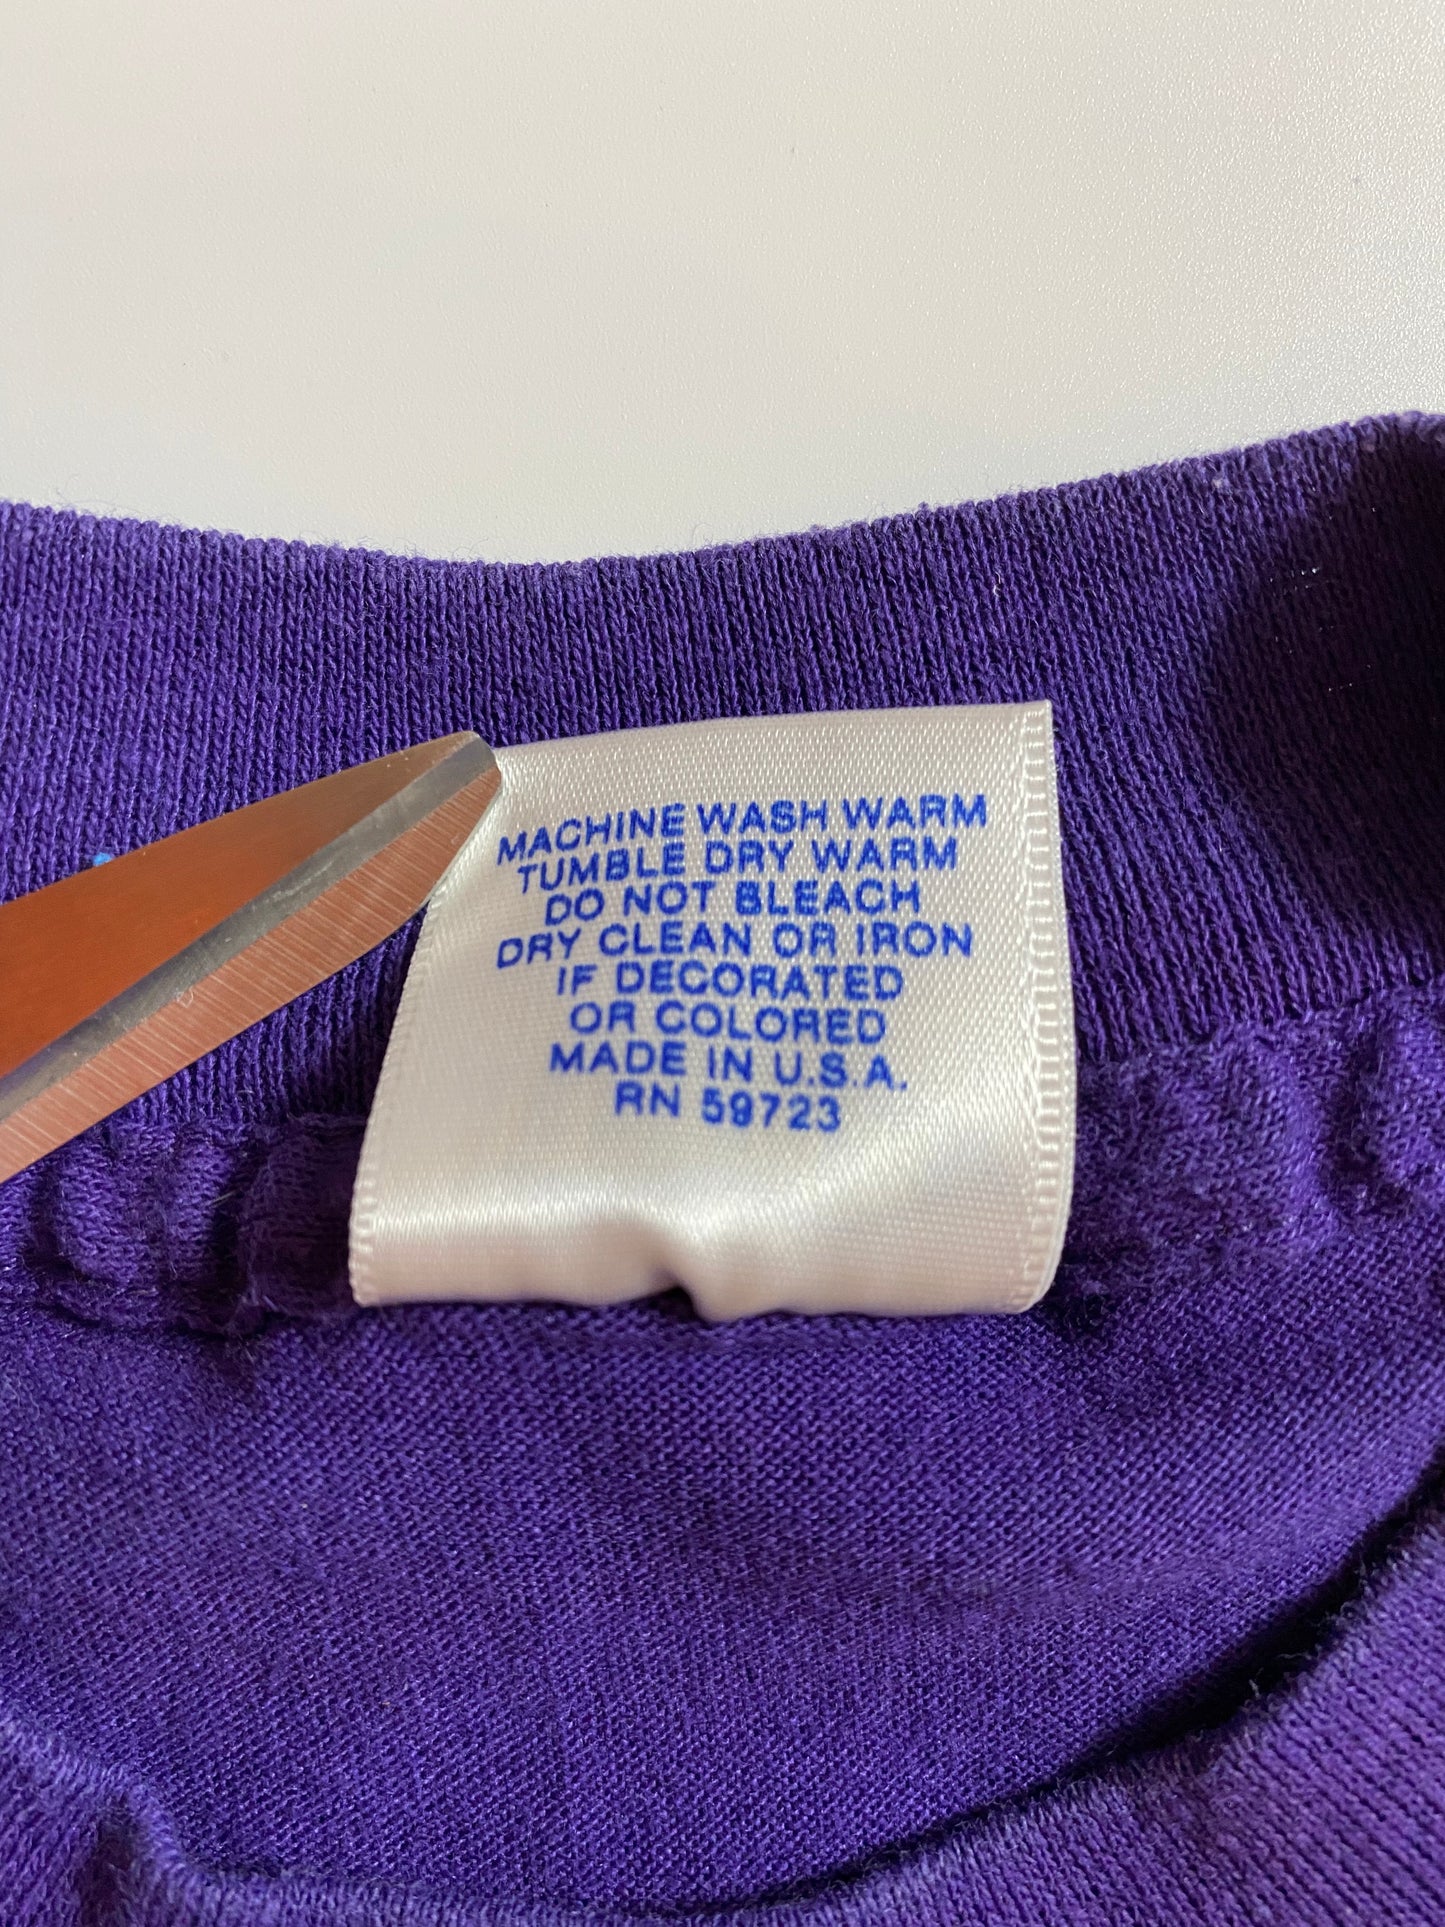 MACHINE WASH WARM
TUMBLE DRY WARM
DO NOT BLEACH
DRY CLEAN OR IRON
IF DECORATED
OR COLORED
MADE IN U.S.A.
RN 59723